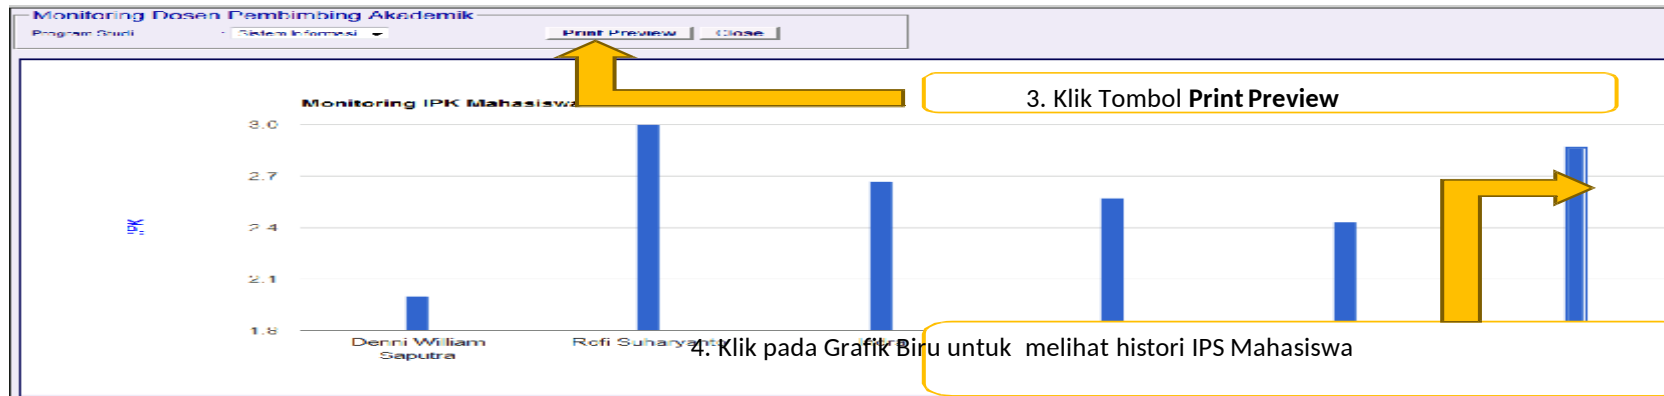 Monitoring Dosen Pembimbing Akademik
Program Studi : Sistem Informasi Print Preview Close
Monitoring IPK Mahasiswa
3. Klik Tombol Print Preview
3.0
2.7
IPK
2.4
2.1
1.8
Denni William
Saputra
Rofi Suharyanto
4. Klik pada Grafik Biru untuk melihat histori IPS Mahasiswa